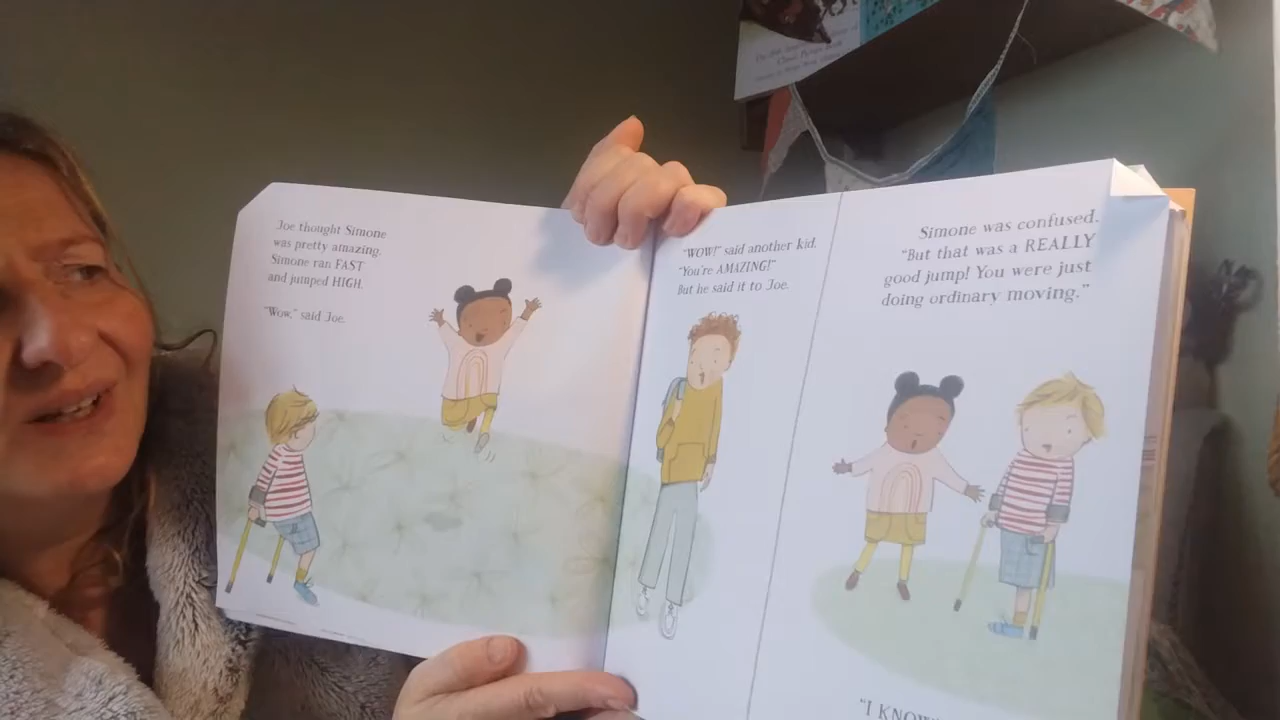 Joe thought Simone
was pretty amazing.
Simone ran FAST
and jumped HIGH.
"Wow," said Joe.
"WOW!" said another kid.
"You're AMAZING!"
But he said it to Joe.
Simone was confused.
"But that was a REALLY
good jump! You were just
doing ordinary moving."
"I KNOW